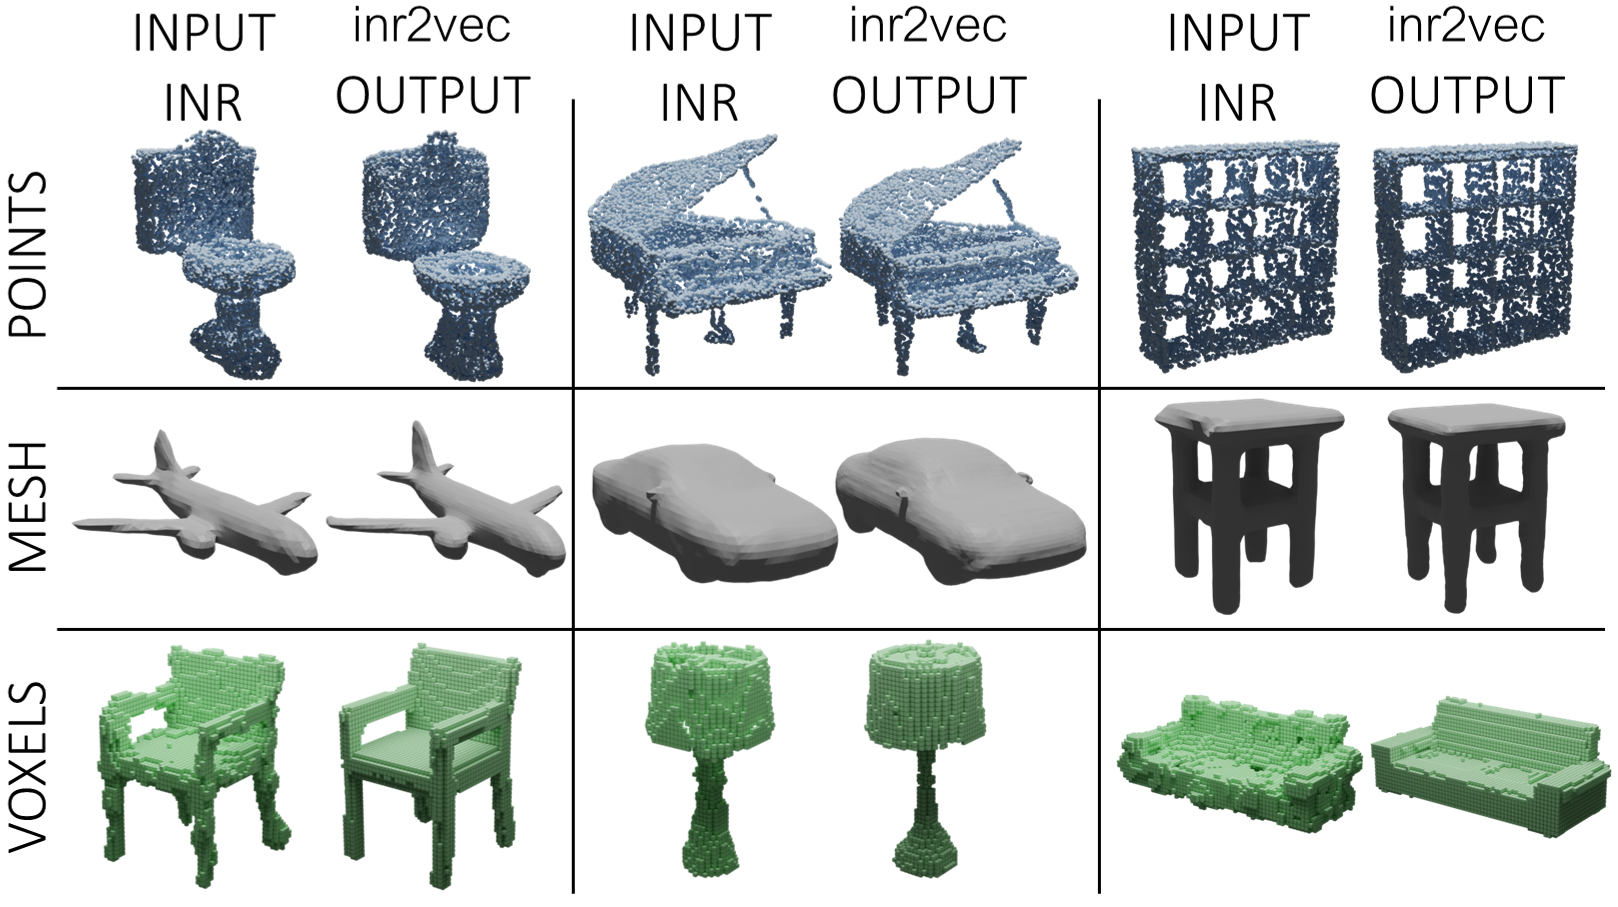 INPUT
INR
inr2vec
OUTPUT
INPUT
INR
inr2vec
OUTPUT
INPUT
INR
inr2vec
OUTPUT
POINTS
MESH
VOXELS